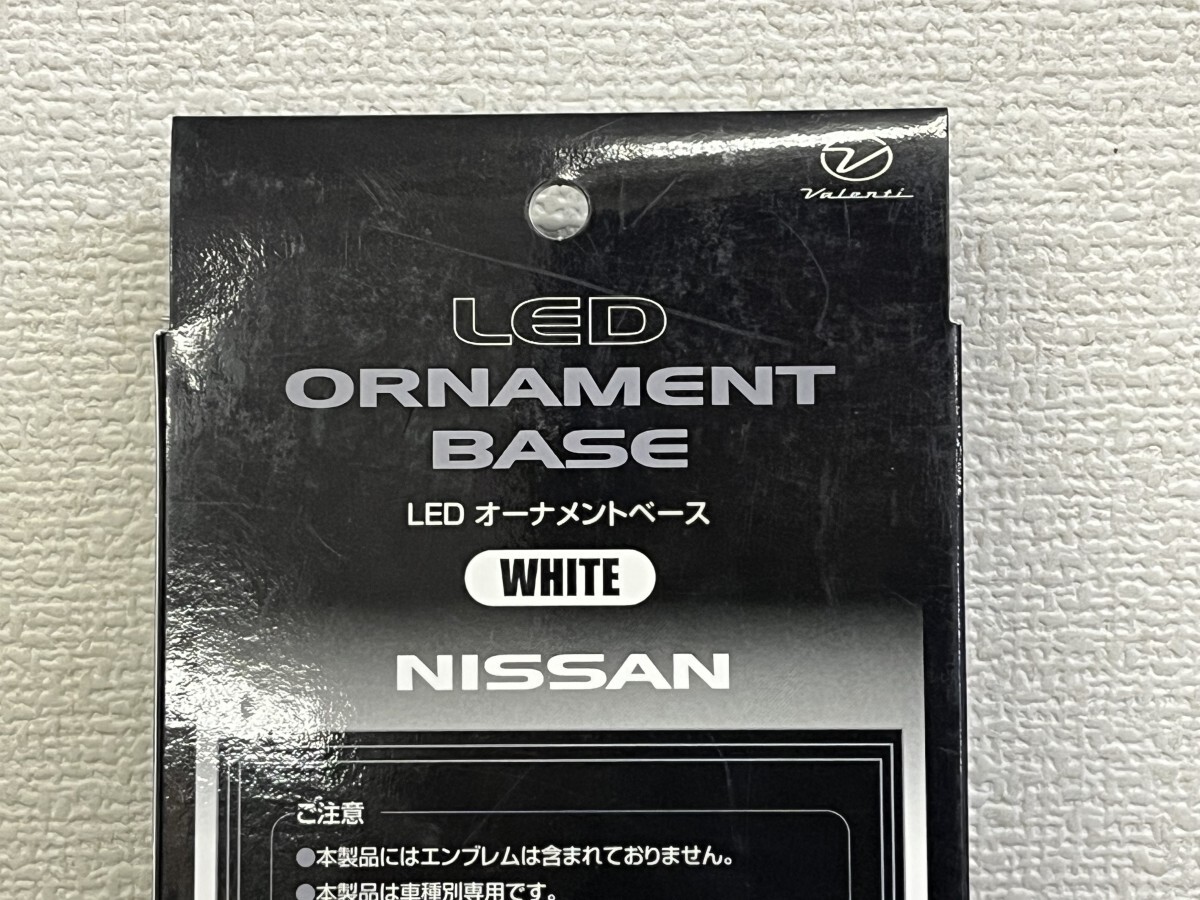 Valenti
LED
ORNAMENT
BASE
LED オーナメントベース
WHITE
NISSAN
ご注意
●本製品にはエンブレムは含まれておりません。
●本製品は車種別専用です。